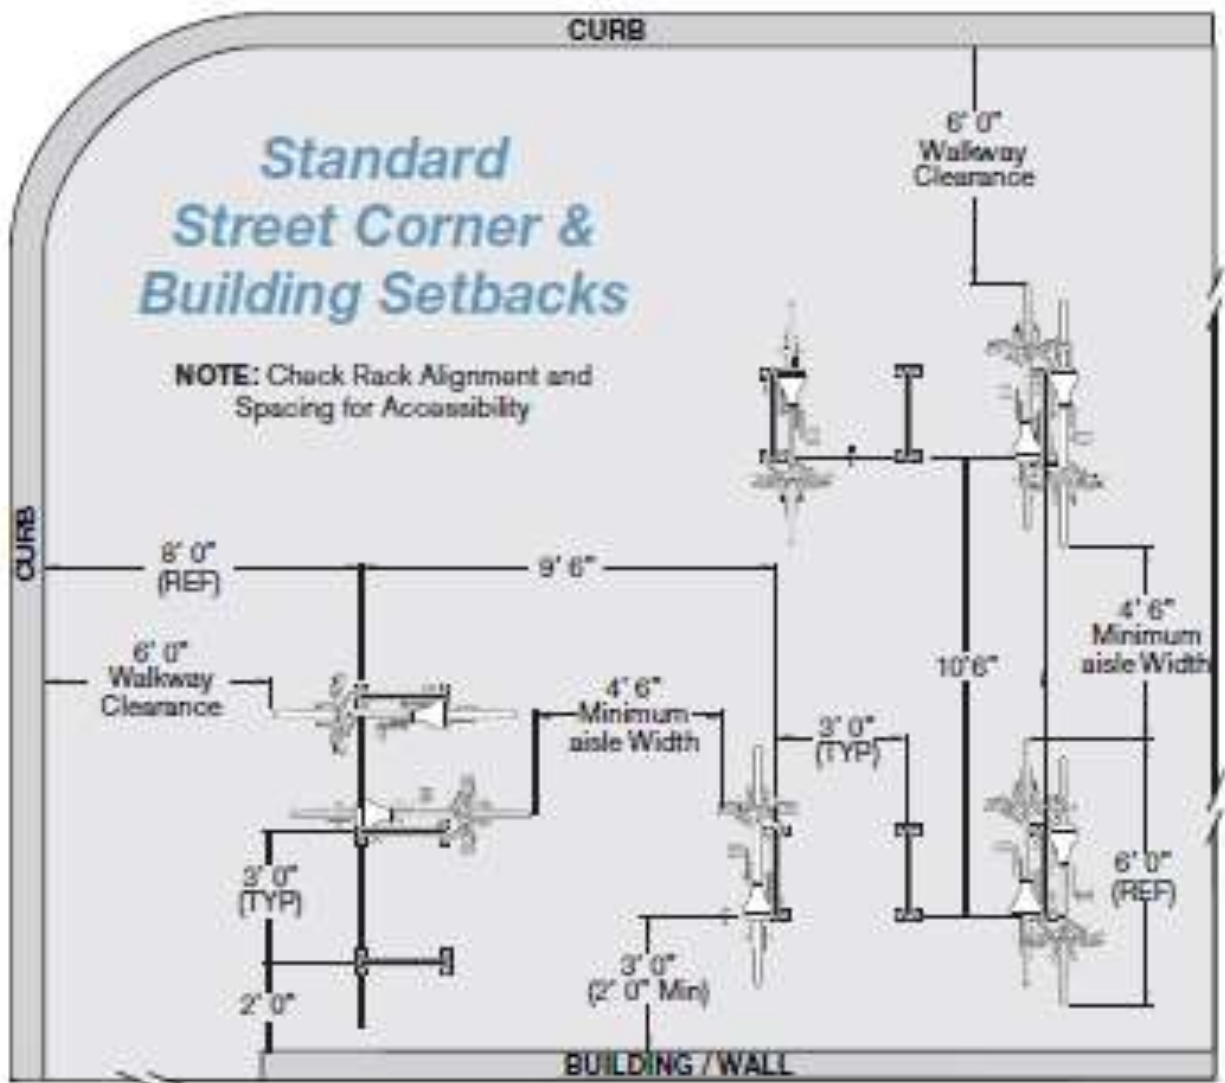 CURB
6' 0"
Walkway
Clearance
Standard
Street Corner &
Building Setbacks
NOTE: Check Rack Alignment and
Spacing for Accessibility
CURB
8' 0"
(REF)
9' 6"
6' 0"
Walkway
Clearance
4' 6"
Minimum
aisle Width
3' 0"
(TYP)
10'6"
4' 6"
Minimum
aisle Width
3' 0"
(TYP)
6' 0"
(REF)
2' 0"
3' 0"
(2' 0" Min)
BUILDING / WALL